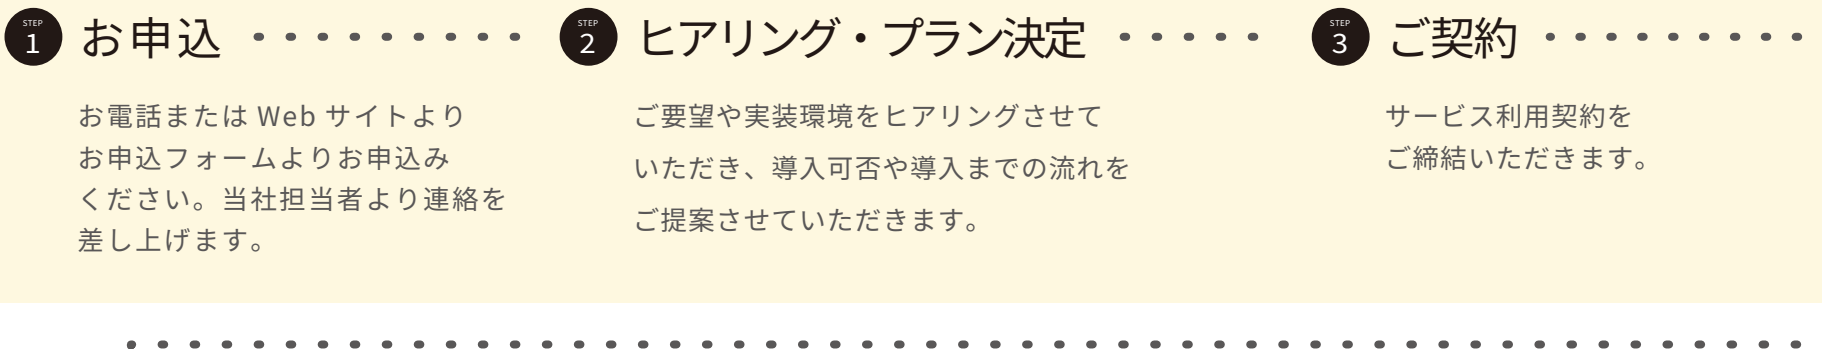 STEP
1
お申込
お電話または Web サイトより
お申込フォームよりお申込み
ください。当社担当者より連絡を
差し上げます。
STEP
2
ヒアリング・プラン決定
ご要望や実装環境をヒアリングさせて
いただき、導入可否や導入までの流れを
ご提案させていただきます。
STEP
3
ご契約
サービス利用契約を
ご締結いただきます。